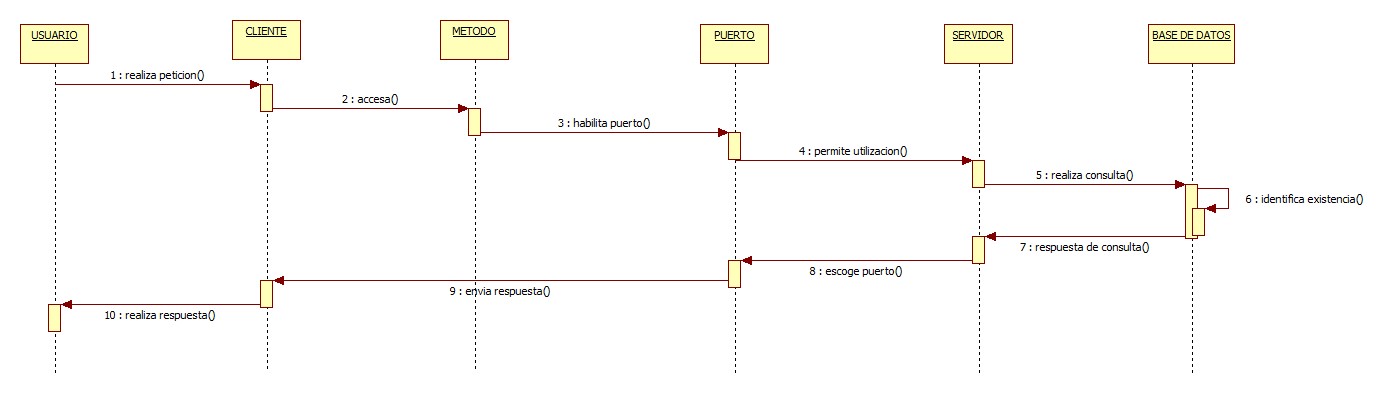 USUARIO
CLIENTE
METODO
PUERTO
SERVIDOR
BASE DE DATOS
1 : realiza peticion()
2 : accesa()
3 : habilita puerto()
4 : permite utilizacion()
5 : realiza consulta()
6 : identifica existencia()
7 : respuesta de consulta()
8 : escoge puerto()
9 : envia respuesta()
10 : realiza respuesta()